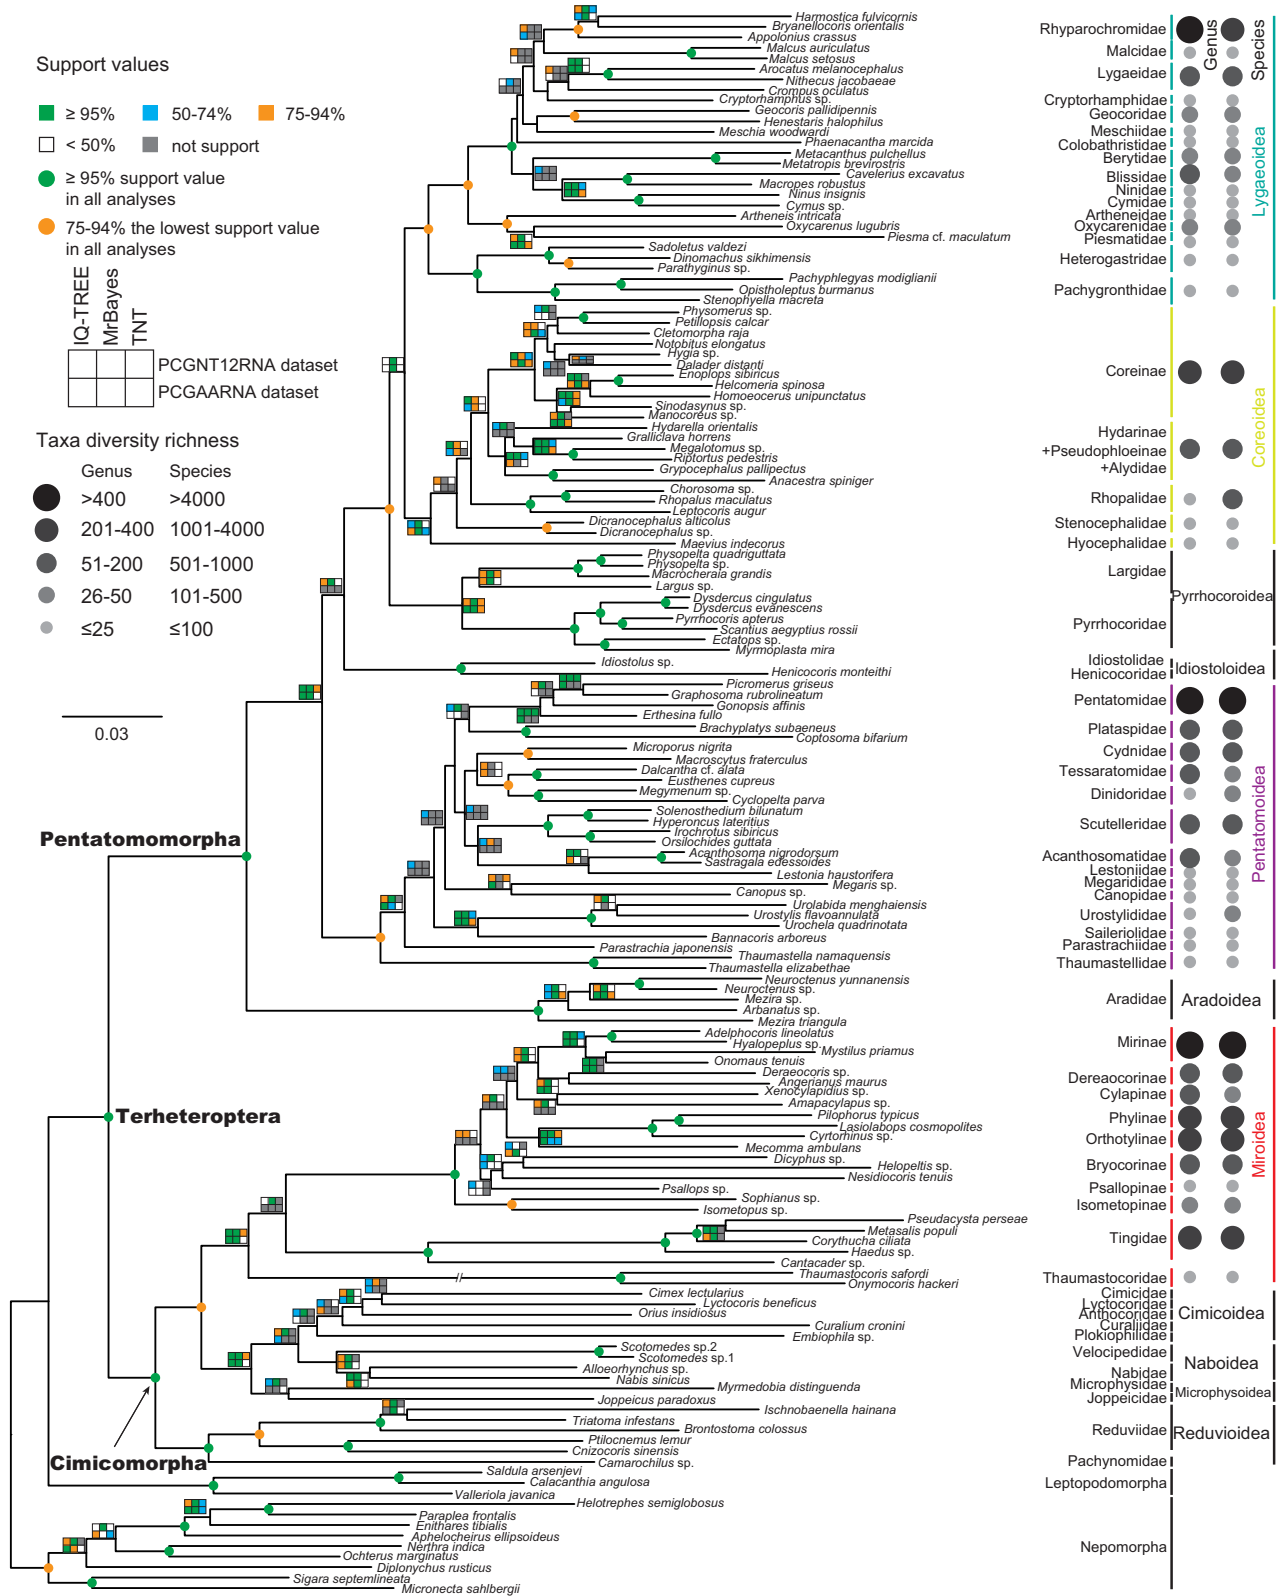 Support values
≥ 95%
50-74%
75-94%
< 50%
not support
≥ 95% support value
in all analyses
75-94% the lowest support value
in all analyses
IQ-TREE
MrBayes
TNT
PCGNT12RNA dataset
PCGAARNA dataset
Taxa diversity richness
Genus Species
>400 >4000
201-400 1001-4000
51-200 501-1000
26-50 101-500
≤25 ≤100
0.03
Pentatomomorpha
Terheteroptera
Cimicomorpha
Harmostica fulvicornis
Bryanellocoris orientalis
Appolonius crassus
Malcus auriculatus
Malcus setosus
Arocatus melanocephalus
Nithecus jacobaeae
Crompus oculatus
Cryptorhamphus sp.
Geocoris pallidipennis
Henestaris halophilus
Meschia woodwardi
Phaenacantha marcida
Metacanthus pulchellus
Metatropis brevirostris
Cavelerius excavatus
Macropes robustus
Ninus insignis
Cymus sp.
Artheneis intricata
Oxycarenus lugubris
Piesma cf. maculatum
Sadoletus valdezi
Dinomachus sikhimensis
Parathyginus sp.
Pachyphlegyas modiglianii
Opistholeptus burmanus
Stenophyella macreta
Physomerus sp.
Petillopsis calcar
Cletomorpha raja
Notobitus elongatus
Hygia sp.
Dalader distanti
Enoplops sibiricus
Helcomeria spinosa
Homoeocerus unipunctatus
Sinodasynus sp.
Manocoreus sp.
Hydarella orientalis
Gralliclava horrens
Megalotomus sp.
Riptortus pedestris
Grypocephalus pallipectus
Anacestra spiniger
Chorosoma sp.
Rhopalus maculatus
Leptocoris augur
Dicranocephalus alticolus
Dicranocephalus sp.
Maevius indecorus
Physopelta quadriguttata
Physopelta sp.
Macrocheraia grandis
Largus sp.
Dysdercus cingulatus
Dysdercus evanescens
Pyrrhocoris apterus
Scantius aegyptius rossii
Ectatops sp.
Myrmoplasta mira
Idiostolus sp.
Henicocoris monteithi
Picromerus griseus
Graphosoma rubrolineatum
Gonopsis affinis
Erthesina fullo
Brachyplatys subaeneus
Coptosoma bifarium
Microporus nigrita
Macroscytus fraterculus
Dalcantha cf. alata
Eusthenes cupreus
Megymenum sp.
Cyclopelta parva
Solenosthedium bilunatum
Hyperoncus lateritius
Irochrotus sibiricus
Orsilochides guttata
Acanthosoma nigrodorsum
Sastragala edessoides
Lestonia haustorifera
Megaris sp.
Canopus sp.
Urolabida menghaiensis
Urostylis flavoannulata
Urochela quadrinotata
Bannacoris arboreus
Parastrachia japonensis
Thaumastella namaquensis
Thaumastella elizabethae
Neuroctenus yunnanensis
Neuroctenus sp.
Mezira sp.
Arbanatus sp.
Mezira triangula
Adelphocoris lineolatus
Hyalopeplus sp.
Mystilus priamus
Onomaus tenuis
Deraeocoris sp.
Angerianus maurus
Xenocylapidius sp.
Amapacylapus sp.
Pilophorus typicus
Lasiolabops cosmopolites
Cyrtorhinus sp.
Mecomma ambulans
Dicyphus sp.
Helopeltis sp.
Nesidiocoris tenuis
Psallops sp.
Sophianus sp.
Isometopus sp.
Pseudacysta perseae
Metasalis populi
Corythucha ciliata
Haedus sp.
Cantacader sp.
Thaumastocoris safordi
Onymocoris hackeri
Cimex lectularius
Lyctocoris beneficus
Orius insidiosus
Curalium cronini
Embiophila sp.
Scotomedes sp.2
Scotomedes sp.1
Alloeorhynchus sp.
Nabis sinicus
Myrmedobia distinguenda
Joppeicus paradoxus
Ischnobaenella hainana
Triatoma infestans
Brontostoma colossus
Ptilocnemus lemur
Cnizocoris sinensis
Camarochilus sp.
Saldula arsenjevi
Calacanthia angulosa
Valleriola javanica
Helotrephes semiglobosus
Paraplea frontalis
Enithares tibialis
Aphelocheirus ellipsoideus
Nerthra indica
Ochterus marginatus
Diplonychus rusticus
Sigara septemlineata
Micronecta sahlbergii
Genus
Species
Rhyparochromidae
Malcidae
Lygaeidae
Cryptorhamphidae
Geocoridae
Meschiidae
Colobathristidae
Berytidae
Blissidae
Ninidae
Cymidae
Artheneidae
Oxycarenidae
Piesmatidae
Heterogastridae
Pachygronthidae
Lygaeoidea
Coreinae
Hydarinae
+Pseudophloeinae
+Alydidae
Rhopalidae
Stenocephalidae
Hyocephalidae
Coreoidea
Largidae
Pyrrhocoroidea
Pyrrhocoridae
Idiostolidae
Henicocoridae
Idiostoloidea
Pentatomidae
Plataspidae
Cydnidae
Tessaratomidae
Dinidoridae
Scutelleridae
Acanthosomatidae
Lestoniidae
Megarididae
Canopidae
Urostylididae
Saileriolidae
Parastrachiidae
Thaumastellidae
Pentatomoidea
Aradidae
Aradoidea
Mirinae
Dereaocorinae
Cylapinae
Phylinae
Orthotylinae
Bryocorinae
Psallopinae
Isometopinae
Tingidae
Thaumastocoridae
Miroidea
Cimicidae
Lyctocoridae
Anthocoridae
Curaliidae
Plokiophilidae
Cimicoidea
Velocipedidae
Nabidae
Naboidea
Microphysidae
Joppeicidae
Microphysoidea
Reduviidae
Reduvioidea
Pachynomidae
Leptopodomorpha
Nepomorpha